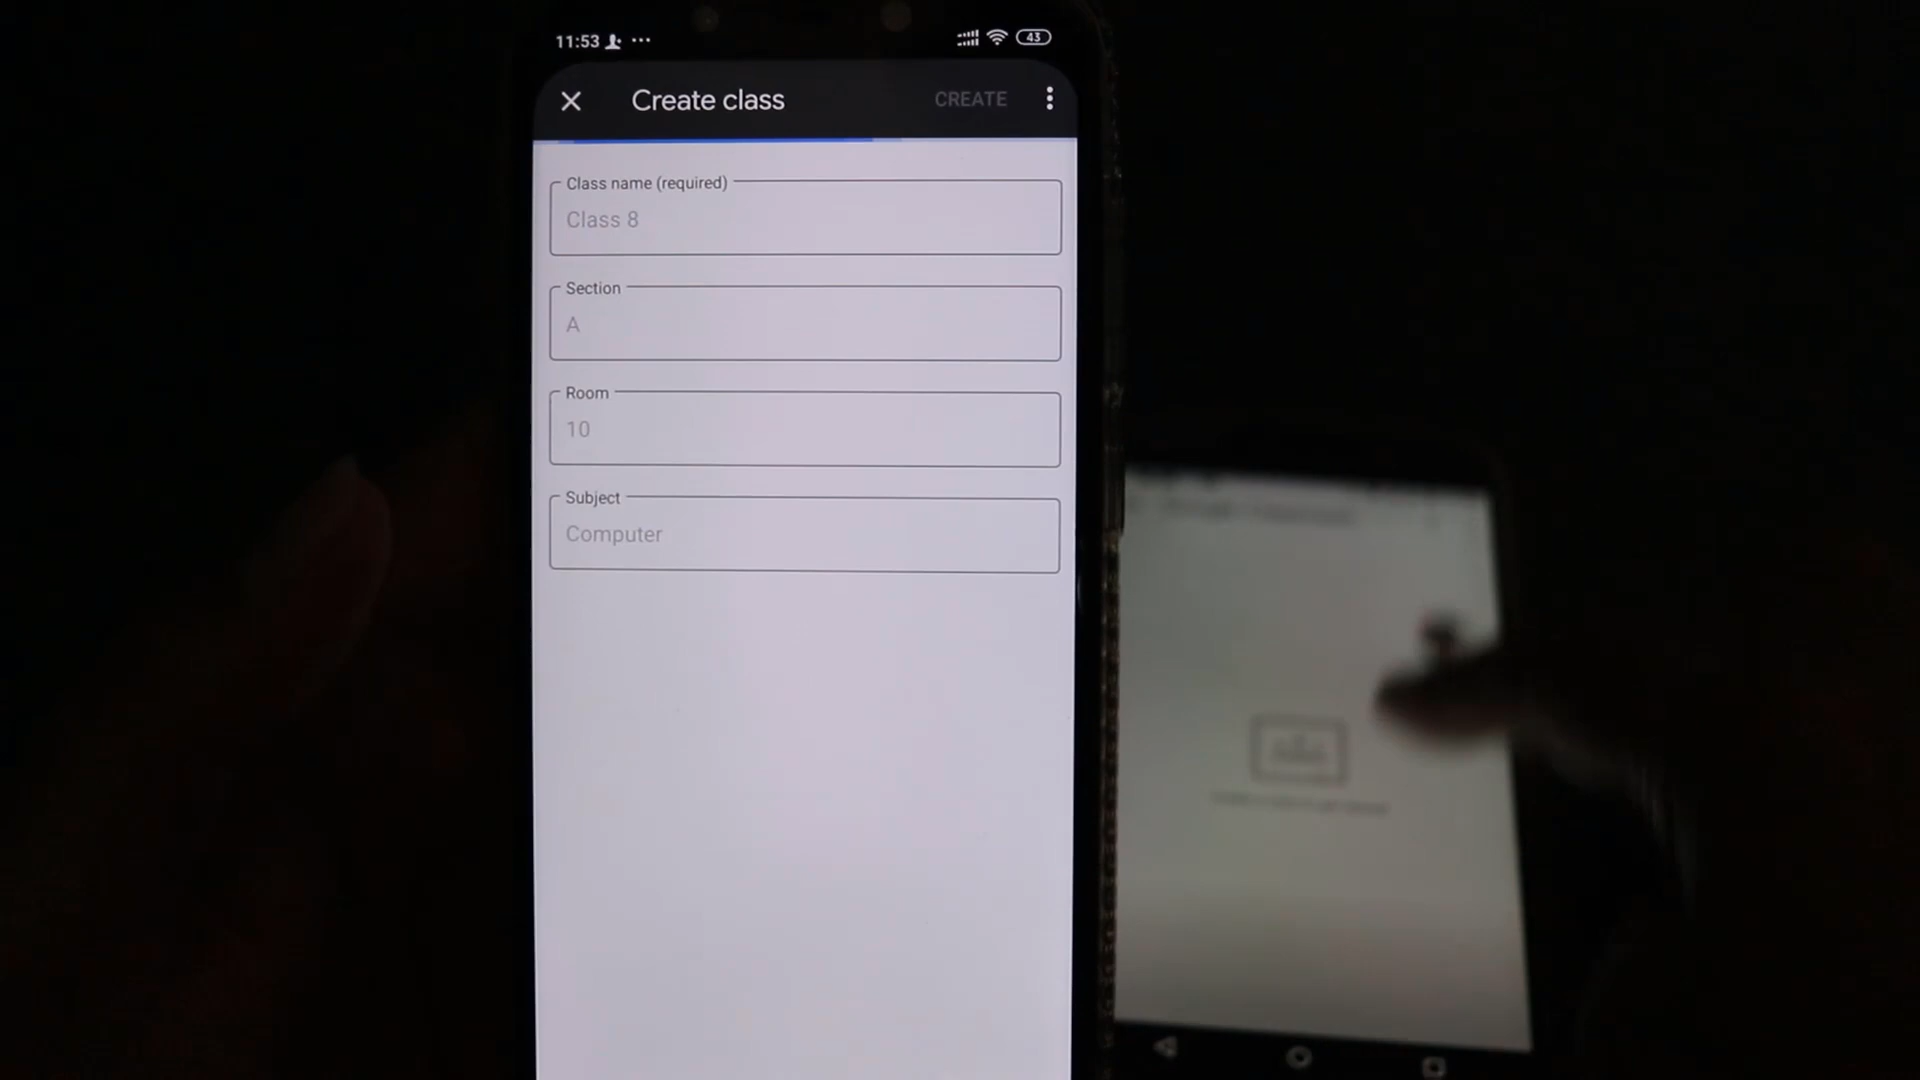 11:53
43
Create class
CREATE
Class name (required)
Class 8
Section
A
Room
10
Subject
Computer